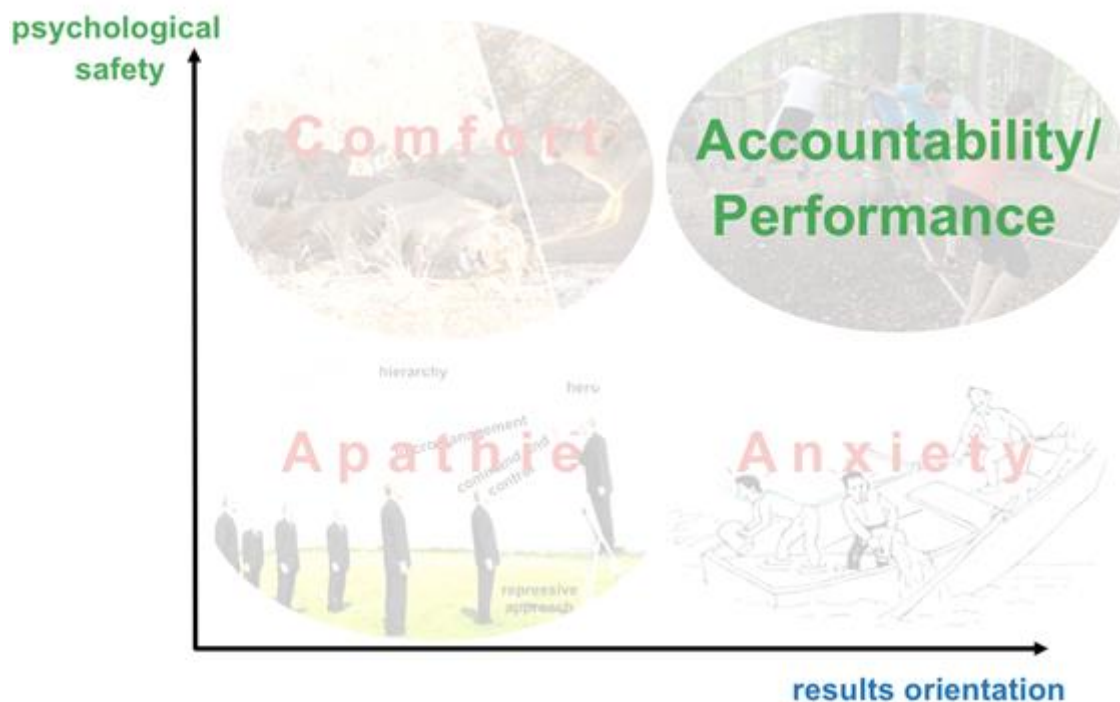 psychological
safety
Comfort
Accountability/
Performance
hierarchy
hero
micromanagement
Apathie
command and
control
Anxiety
repressive
approach
results orientation